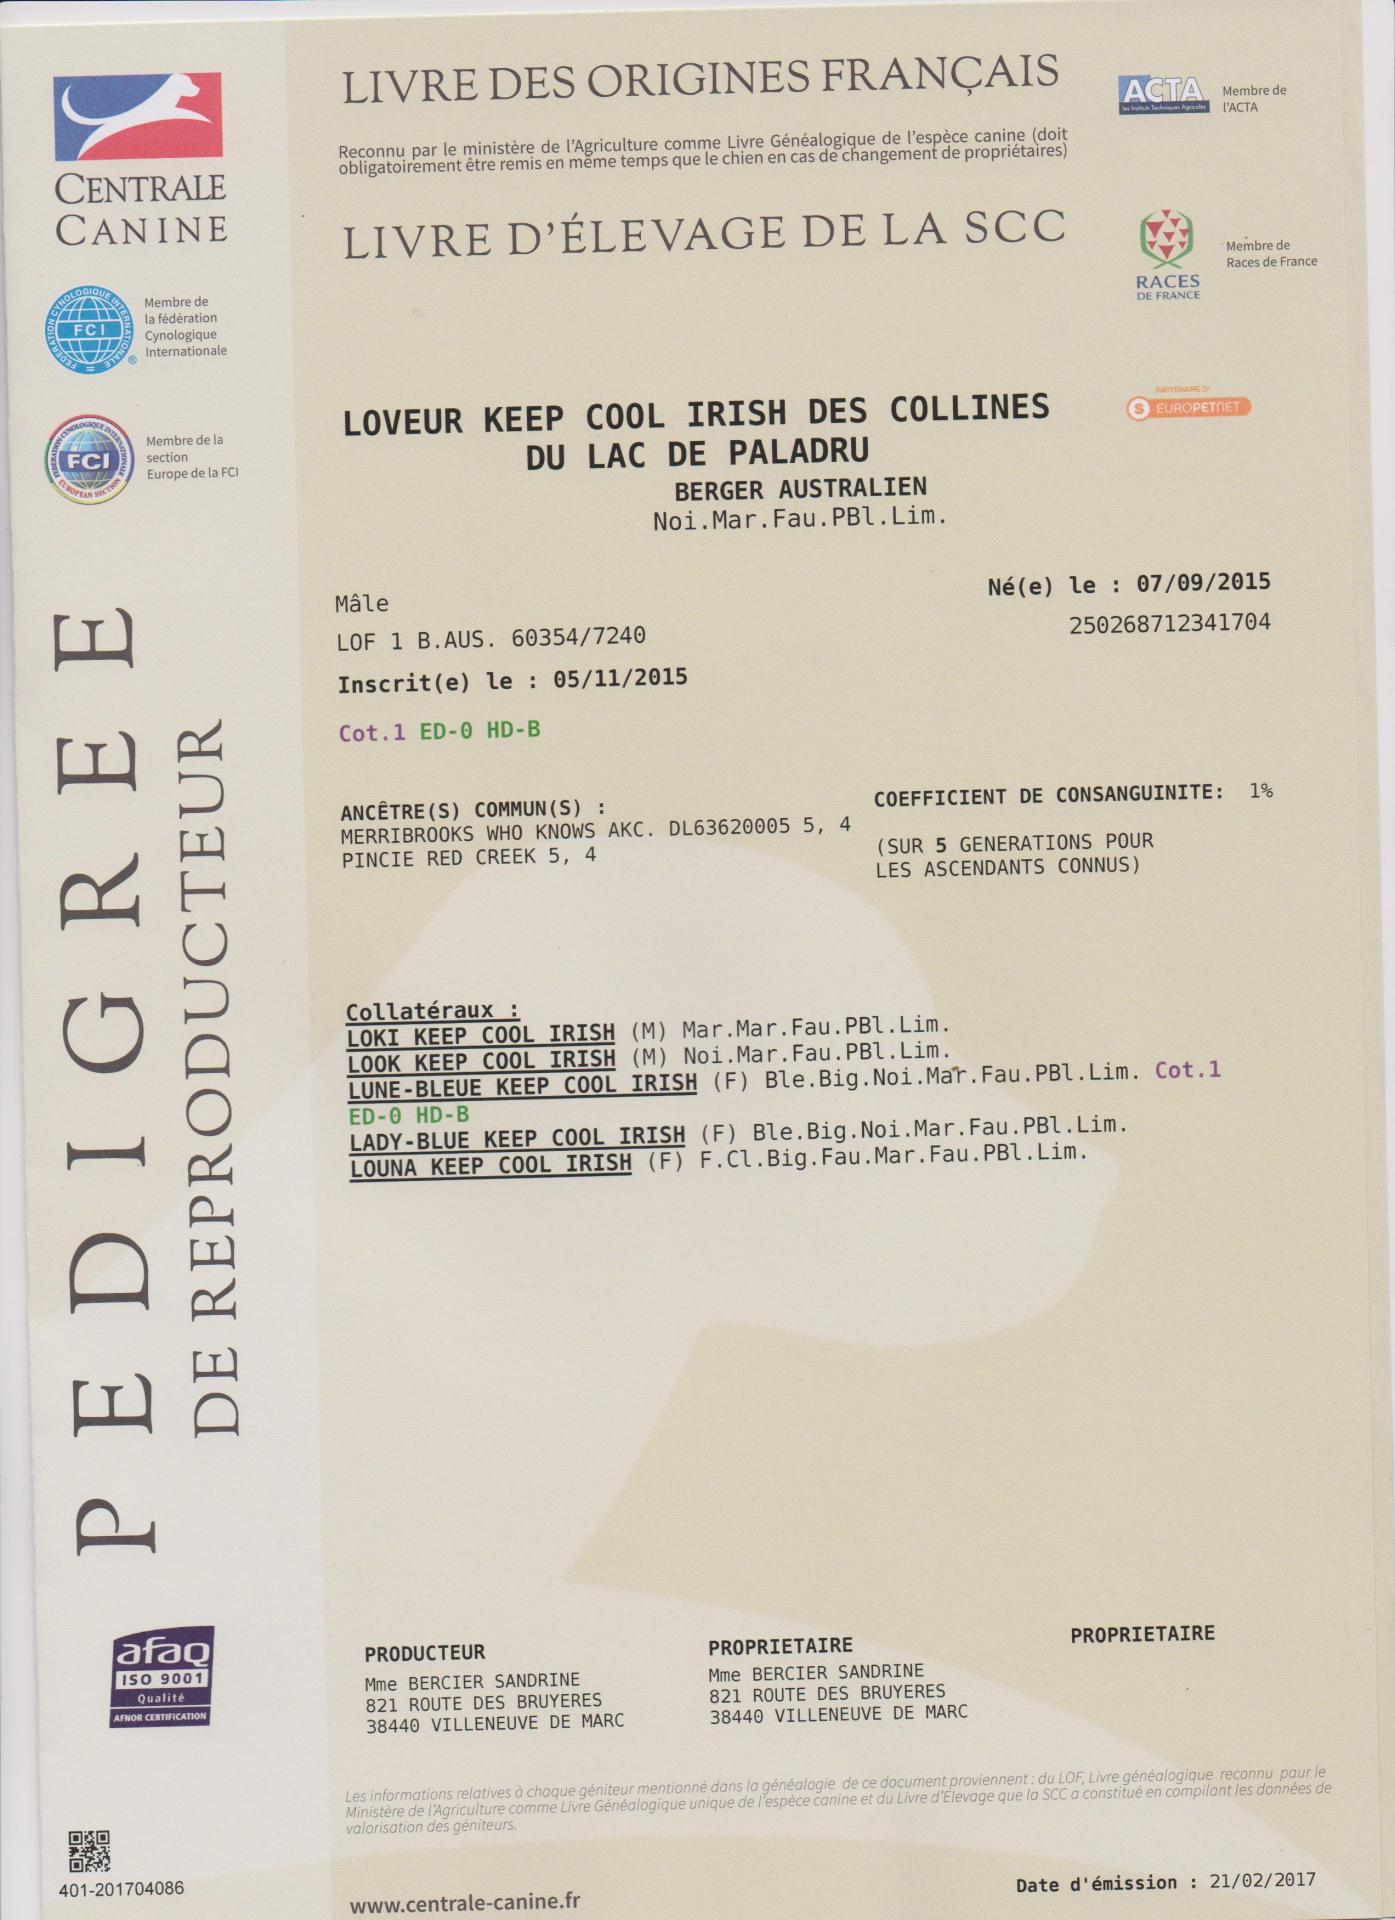 LIVRE DES ORIGINES FRANÇAIS
Reconnu par le ministère de l'Agriculture comme Livre Généalogique de l'espèce canine (doit
obligatoirement être remis en même temps que le chien en cas de changement de propriétaires)
LIVRE D'ÉLEVAGE DE LA SCC
CENTRALE
CANINE
ACTA
les Instituts Techniques Agricoles
Membre de
l'ACTA
RACES
DE FRANCE
Membre de
Races de France
FEDERATION CYNOLOGIQUE INTERNATIONALE
FCI
®
Membre de
la fédération
Cynologique
Internationale
FEDERATION CYNOLOGIQUE INTERNATIONALE
FCI
EUROPEAN SECTION
Membre de la
section
Europe de la FCI
PARTENAIRE D'
EUROPETNET
LOVEUR KEEP COOL IRISH DES COLLINES
DU LAC DE PALADRU
BERGER AUSTRALIEN
Noi.Mar.Fau.PBl.Lim.
Mâle
Né(e) le : 07/09/2015
LOF 1 B.AUS. 60354/7240
250268712341704
Inscrit(e) le : 05/11/2015
Cot.1 ED-0 HD-B
ANCÊTRE(S) COMMUN(S) :
MERRIBROOKS WHO KNOWS AKC. DL63620005 5, 4
PINCIE RED CREEK 5, 4
COEFFICIENT DE CONSANGUINITE: 1%
(SUR 5 GENERATIONS POUR
LES ASCENDANTS CONNUS)
Collatéraux :
LOKI KEEP COOL IRISH (M) Mar.Mar.Fau.PBl.Lim.
LOOK KEEP COOL IRISH (M) Noi.Mar.Fau.PBl.Lim.
LUNE-BLEUE KEEP COOL IRISH (F) Ble.Big.Noi.Mar.Fau.PBl.Lim. Cot.1
ED-0 HD-B
LADY-BLUE KEEP COOL IRISH (F) Ble.Big.Noi.Mar.Fau.PBl.Lim.
LOUNA KEEP COOL IRISH (F) F.Cl.Big.Fau.Mar.Fau.PBl.Lim.
PEDIGREE
DE REPRODUCTEUR
afaq
ISO 9001
Qualité
AFNOR CERTIFICATION
PRODUCTEUR
Mme BERCIER SANDRINE
821 ROUTE DES BRUYERES
38440 VILLENEUVE DE MARC
PROPRIETAIRE
Mme BERCIER SANDRINE
821 ROUTE DES BRUYERES
38440 VILLENEUVE DE MARC
PROPRIETAIRE
Les informations relatives à chaque géniteur mentionné dans la généalogie de ce document proviennent : du LOF, Livre généalogique reconnu par le
Ministère de l'Agriculture comme Livre Généalogique unique de l'espèce canine et du Livre d'Elevage que la SCC a constitué en compilant les données de
valorisation des géniteurs.
401-201704086
www.centrale-canine.fr
Date d'émission : 21/02/2017